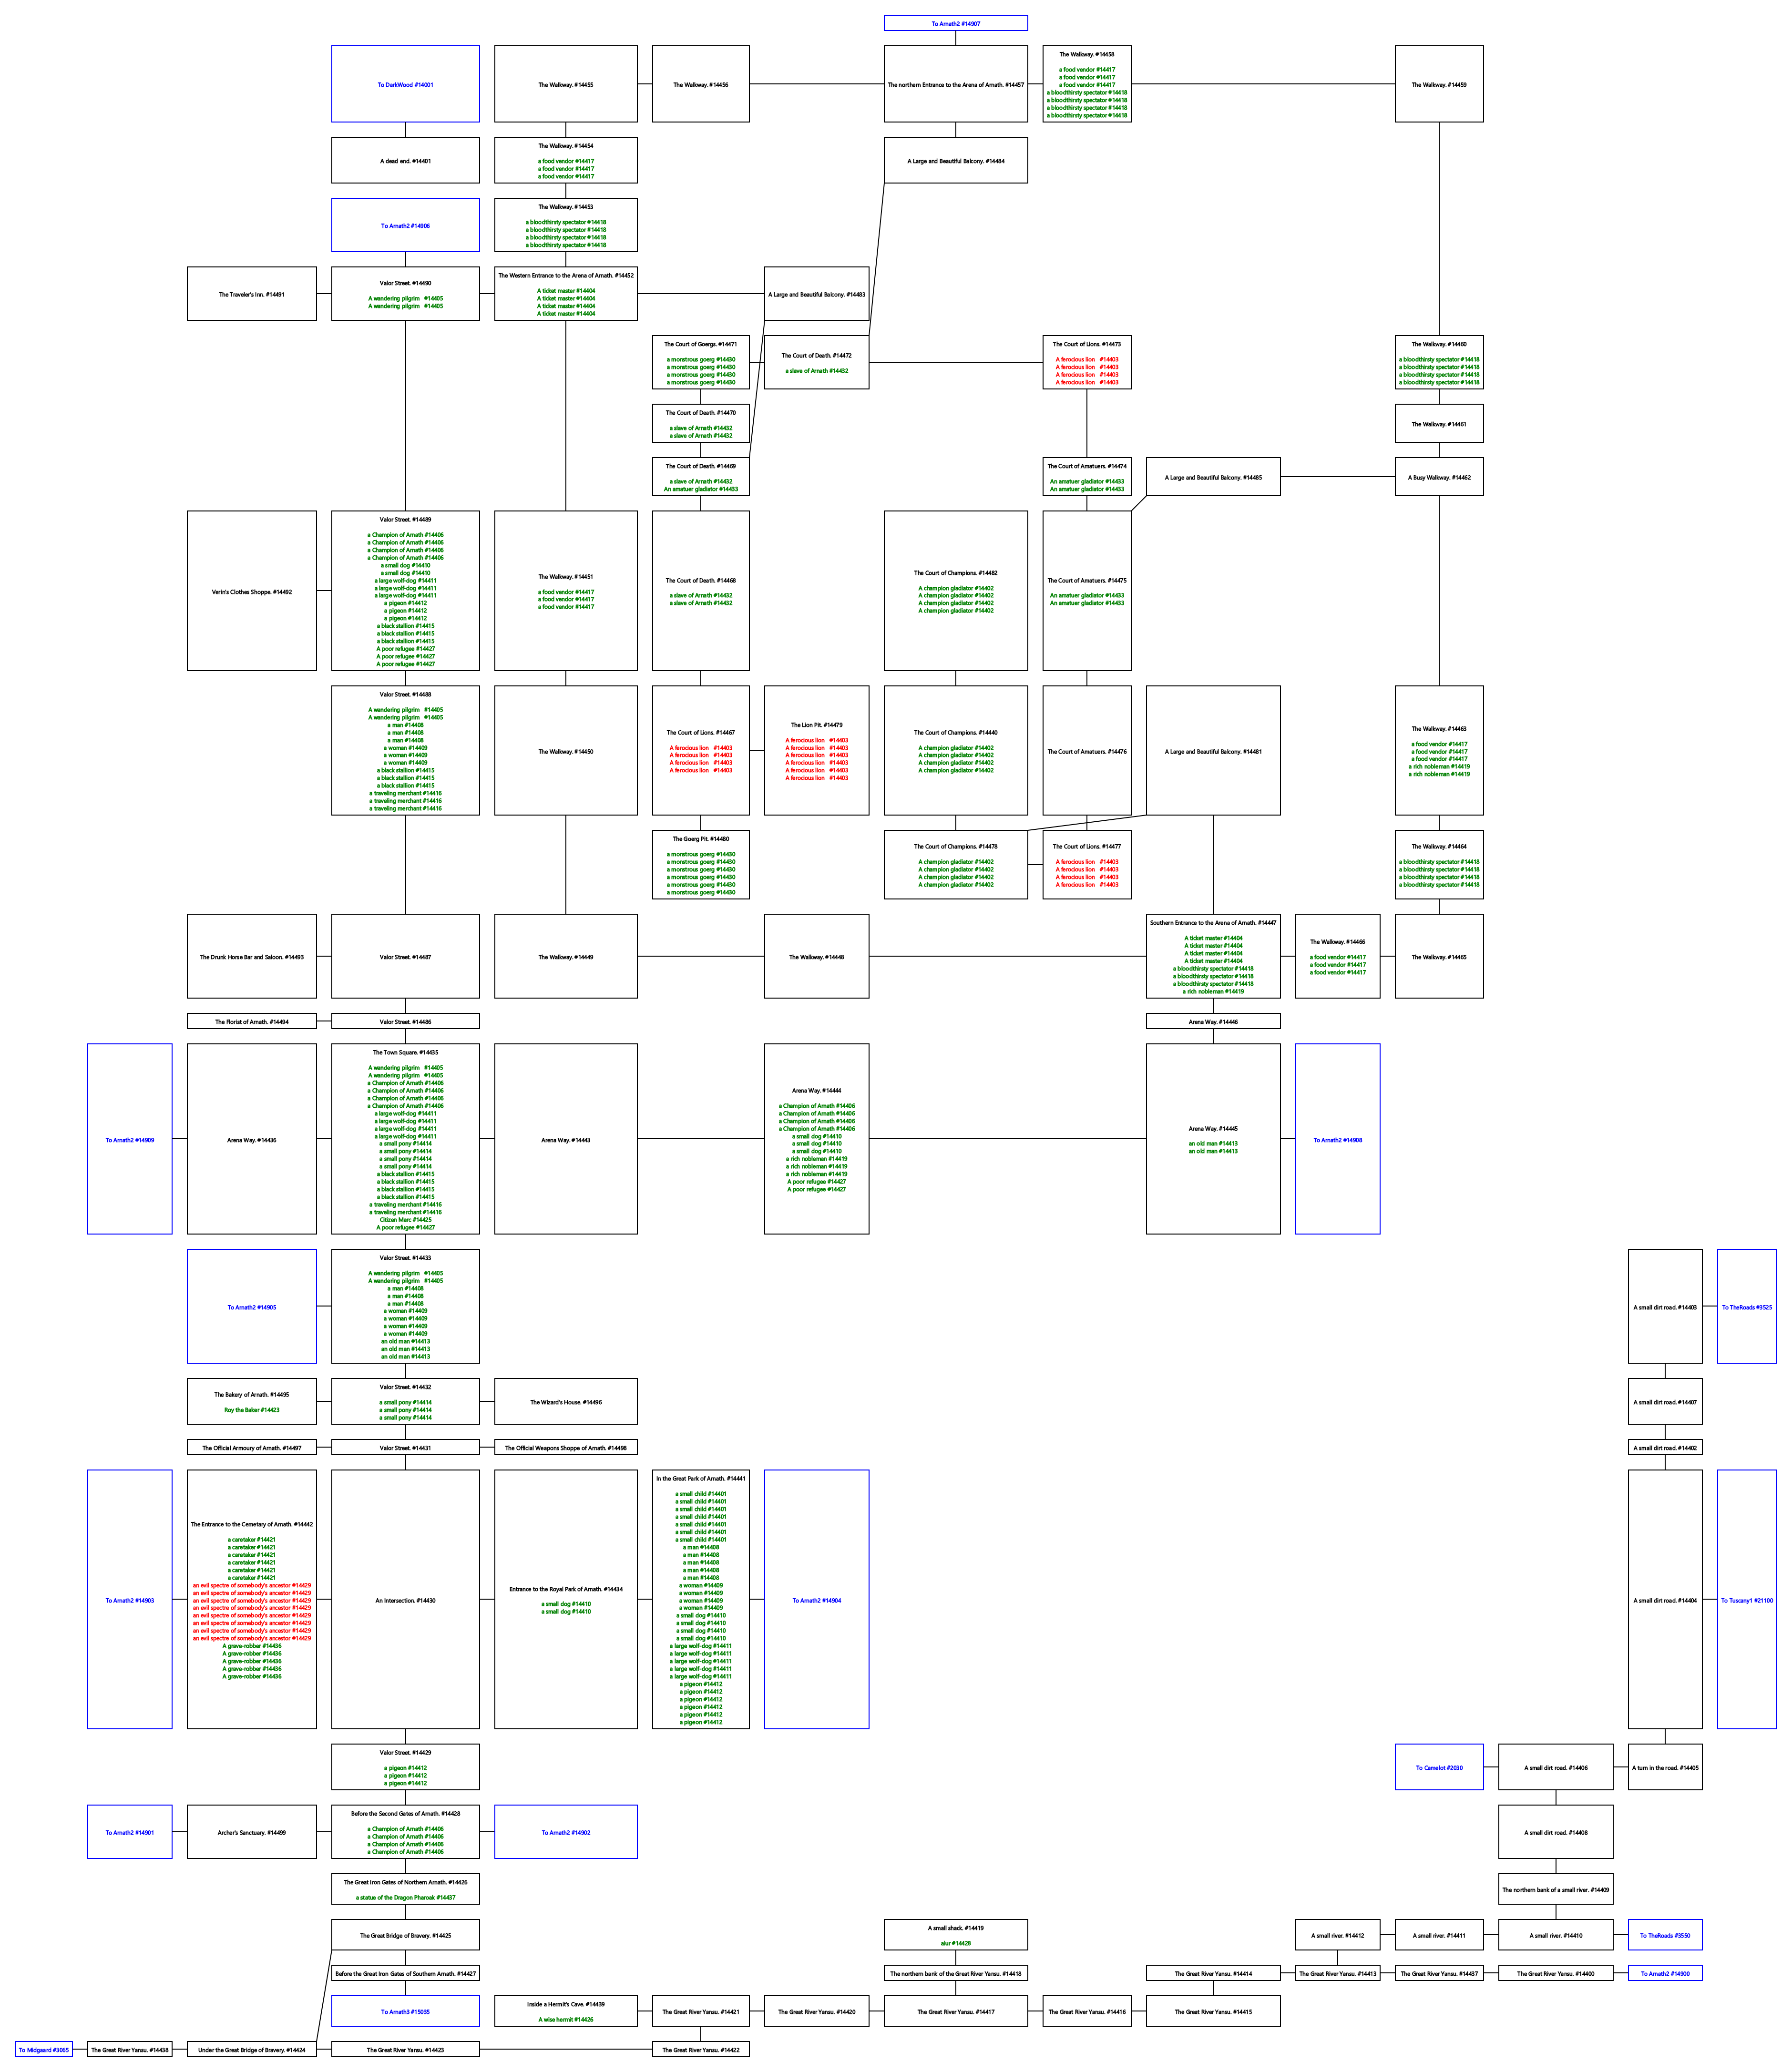 To Arnath2 #14907
To DarkWood #14001
The Walkway. #14455
The Walkway. #14456
The northern Entrance to the Arena of Arnath. #14457
The Walkway. #14458
a food vendor #14417
a food vendor #14417
a food vendor #14417
a bloodthirsty spectator #14418
a bloodthirsty spectator #14418
a bloodthirsty spectator #14418
a bloodthirsty spectator #14418
The Walkway. #14459
A dead end. #14401
The Walkway. #14454
a food vendor #14417
a food vendor #14417
a food vendor #14417
A Large and Beautiful Balcony. #14484
To Arnath2 #14906
The Walkway. #14453
a bloodthirsty spectator #14418
a bloodthirsty spectator #14418
a bloodthirsty spectator #14418
a bloodthirsty spectator #14418
The Traveler's Inn. #14491
Valor Street. #14490
A wandering pilgrim #14405
A wandering pilgrim #14405
The Western Entrance to the Arena of Arnath. #14452
A ticket master #14404
A ticket master #14404
A ticket master #14404
A ticket master #14404
A Large and Beautiful Balcony. #14483
The Court of Goergs. #14471
a monstrous goerg #14430
a monstrous goerg #14430
a monstrous goerg #14430
a monstrous goerg #14430
The Court of Death. #14472
a slave of Arnath #14432
The Court of Lions. #14473
A ferocious lion #14403
A ferocious lion #14403
A ferocious lion #14403
A ferocious lion #14403
The Walkway. #14460
a bloodthirsty spectator #14418
a bloodthirsty spectator #14418
a bloodthirsty spectator #14418
a bloodthirsty spectator #14418
The Court of Death. #14470
a slave of Arnath #14432
a slave of Arnath #14432
The Walkway. #14461
The Court of Death. #14469
a slave of Arnath #14432
An amatuer gladiator #14433
The Court of Amatuers. #14474
An amatuer gladiator #14433
An amatuer gladiator #14433
A Large and Beautiful Balcony. #14485
A Busy Walkway. #14462
Verin's Clothes Shoppe. #14492
Valor Street. #14489
a Champion of Arnath #14406
a Champion of Arnath #14406
a Champion of Arnath #14406
a Champion of Arnath #14406
a small dog #14410
a small dog #14410
a large wolf-dog #14411
a large wolf-dog #14411
a large wolf-dog #14411
a pigeon #14412
a pigeon #14412
a pigeon #14412
a black stallion #14415
a black stallion #14415
a black stallion #14415
A poor refugee #14427
A poor refugee #14427
A poor refugee #14427
The Walkway. #14451
a food vendor #14417
a food vendor #14417
a food vendor #14417
The Court of Death. #14468
a slave of Arnath #14432
a slave of Arnath #14432
The Court of Champions. #14482
A champion gladiator #14402
A champion gladiator #14402
A champion gladiator #14402
A champion gladiator #14402
The Court of Amatuers. #14475
An amatuer gladiator #14433
An amatuer gladiator #14433
Valor Street. #14488
A wandering pilgrim #14405
A wandering pilgrim #14405
a man #14408
a man #14408
a man #14408
a woman #14409
a woman #14409
a woman #14409
a black stallion #14415
a black stallion #14415
a black stallion #14415
a traveling merchant #14416
a traveling merchant #14416
a traveling merchant #14416
The Walkway. #14450
The Court of Lions. #14467
A ferocious lion #14403
A ferocious lion #14403
A ferocious lion #14403
A ferocious lion #14403
The Lion Pit. #14479
A ferocious lion #14403
A ferocious lion #14403
A ferocious lion #14403
A ferocious lion #14403
A ferocious lion #14403
A ferocious lion #14403
The Court of Champions. #14440
A champion gladiator #14402
A champion gladiator #14402
A champion gladiator #14402
A champion gladiator #14402
The Court of Amatuers. #14476
A Large and Beautiful Balcony. #14481
The Walkway. #14463
a food vendor #14417
a food vendor #14417
a food vendor #14417
a rich nobleman #14419
a rich nobleman #14419
The Goerg Pit. #14480
a monstrous goerg #14430
a monstrous goerg #14430
a monstrous goerg #14430
a monstrous goerg #14430
a monstrous goerg #14430
a monstrous goerg #14430
The Court of Champions. #14478
A champion gladiator #14402
A champion gladiator #14402
A champion gladiator #14402
A champion gladiator #14402
The Court of Lions. #14477
A ferocious lion #14403
A ferocious lion #14403
A ferocious lion #14403
A ferocious lion #14403
The Walkway. #14464
a bloodthirsty spectator #14418
a bloodthirsty spectator #14418
a bloodthirsty spectator #14418
a bloodthirsty spectator #14418
The Drunk Horse Bar and Saloon. #14493
Valor Street. #14487
The Walkway. #14449
The Walkway. #14448
Southern Entrance to the Arena of Arnath. #14447
A ticket master #14404
A ticket master #14404
A ticket master #14404
A ticket master #14404
a bloodthirsty spectator #14418
a bloodthirsty spectator #14418
a bloodthirsty spectator #14418
a rich nobleman #14419
The Walkway. #14466
a food vendor #14417
a food vendor #14417
a food vendor #14417
The Walkway. #14465
The Florist of Arnath. #14494
Valor Street. #14486
Arena Way. #14446
To Arnath2 #14909
Arena Way. #14436
The Town Square. #14435
A wandering pilgrim #14405
A wandering pilgrim #14405
a Champion of Arnath #14406
a Champion of Arnath #14406
a Champion of Arnath #14406
a Champion of Arnath #14406
a large wolf-dog #14411
a large wolf-dog #14411
a large wolf-dog #14411
a large wolf-dog #14411
a small pony #14414
a small pony #14414
a small pony #14414
a small pony #14414
a black stallion #14415
a black stallion #14415
a black stallion #14415
a black stallion #14415
a traveling merchant #14416
a traveling merchant #14416
Citizen Marc #14425
A poor refugee #14427
Arena Way. #14443
Arena Way. #14444
a Champion of Arnath #14406
a Champion of Arnath #14406
a Champion of Arnath #14406
a Champion of Arnath #14406
a small dog #14410
a small dog #14410
a small dog #14410
a rich nobleman #14419
a rich nobleman #14419
a rich nobleman #14419
A poor refugee #14427
A poor refugee #14427
Arena Way. #14445
an old man #14413
an old man #14413
To Arnath2 #14908
To Arnath2 #14905
Valor Street. #14433
A wandering pilgrim #14405
A wandering pilgrim #14405
a man #14408
a man #14408
a man #14408
a woman #14409
a woman #14409
a woman #14409
a woman #14409
an old man #14413
an old man #14413
an old man #14413
A small dirt road. #14403
To TheRoads #3525
The Bakery of Arnath. #14495
Roy the Baker #14423
Valor Street. #14432
a small pony #14414
a small pony #14414
a small pony #14414
The Wizard's House. #14496
A small dirt road. #14407
The Official Armoury of Arnath. #14497
Valor Street. #14431
The Official Weapons Shoppe of Arnath. #14498
A small dirt road. #14402
To Arnath2 #14903
The Entrance to the Cemetary of Arnath. #14442
a caretaker #14421
a caretaker #14421
a caretaker #14421
a caretaker #14421
a caretaker #14421
a caretaker #14421
an evil spectre of somebody's ancestor #14429
an evil spectre of somebody's ancestor #14429
an evil spectre of somebody's ancestor #14429
an evil spectre of somebody's ancestor #14429
an evil spectre of somebody's ancestor #14429
an evil spectre of somebody's ancestor #14429
an evil spectre of somebody's ancestor #14429
an evil spectre of somebody's ancestor #14429
A grave-robber #14436
A grave-robber #14436
A grave-robber #14436
A grave-robber #14436
A grave-robber #14436
An Intersection. #14430
Entrance to the Royal Park of Arnath. #14434
a small dog #14410
a small dog #14410
In the Great Park of Arnath. #14441
a small child #14401
a small child #14401
a small child #14401
a small child #14401
a small child #14401
a small child #14401
a small child #14401
a man #14408
a man #14408
a man #14408
a man #14408
a man #14408
a woman #14409
a woman #14409
a woman #14409
a woman #14409
a small dog #14410
a small dog #14410
a small dog #14410
a small dog #14410
a large wolf-dog #14411
a large wolf-dog #14411
a large wolf-dog #14411
a large wolf-dog #14411
a large wolf-dog #14411
a pigeon #14412
a pigeon #14412
a pigeon #14412
a pigeon #14412
a pigeon #14412
a pigeon #14412
To Arnath2 #14904
A small dirt road. #14404
To Tuscany1 #21100
Valor Street. #14429
a pigeon #14412
a pigeon #14412
a pigeon #14412
To Camelot #2030
A small dirt road. #14406
A turn in the road. #14405
To Arnath2 #14901
Archer's Sanctuary. #14499
Before the Second Gates of Arnath. #14428
a Champion of Arnath #14406
a Champion of Arnath #14406
a Champion of Arnath #14406
a Champion of Arnath #14406
To Arnath2 #14902
A small dirt road. #14408
The Great Iron Gates of Northern Arnath. #14426
a statue of the Dragon Pharoak #14437
The northern bank of a small river. #14409
The Great Bridge of Bravery. #14425
A small shack. #14419
alur #14428
A small river. #14412
A small river. #14411
A small river. #14410
To TheRoads #3550
Before the Great Iron Gates of Southern Arnath. #14427
The northern bank of the Great River Yansu. #14418
The Great River Yansu. #14414
The Great River Yansu. #14413
The Great River Yansu. #14437
The Great River Yansu. #14400
To Arnath2 #14900
To Arnath3 #15035
Inside a Hermit's Cave. #14439
A wise hermit #14426
The Great River Yansu. #14421
The Great River Yansu. #14420
The Great River Yansu. #14417
The Great River Yansu. #14416
The Great River Yansu. #14415
To Midgaard #3065
The Great River Yansu. #14438
Under the Great Bridge of Bravery. #14424
The Great River Yansu. #14423
The Great River Yansu. #14422